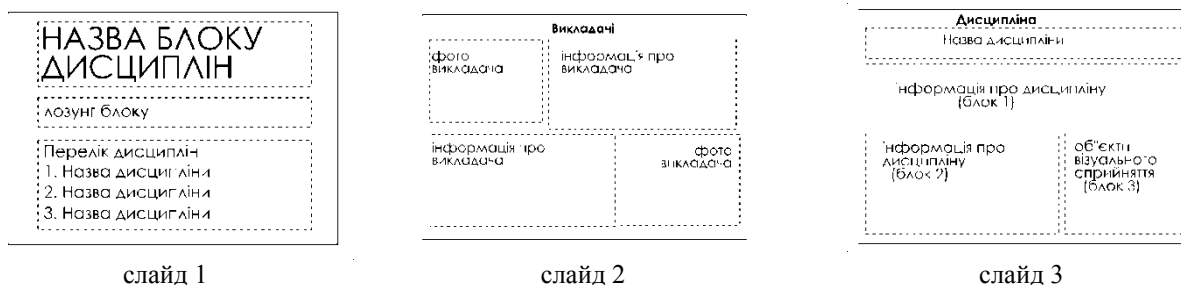 НАЗВА БЛОКУ
ДИСЦИПЛІН
лозунг блоку
Перелік дисциплін
1. Назва дисципліни
2. Назва дисципліни
3. Назва дисципліни
слайд 1
Викладачі
фото
викладача
інформація про
викладача
інформація про
викладача
фото
викладача
слайд 2
Дисципліна
Назва дисципліни
інформація про дисципліну
(блок 1)
інформація про
дисципліну
(блок 2)
об"єкти
візуального
сприйняття
(блок 3)
слайд 3